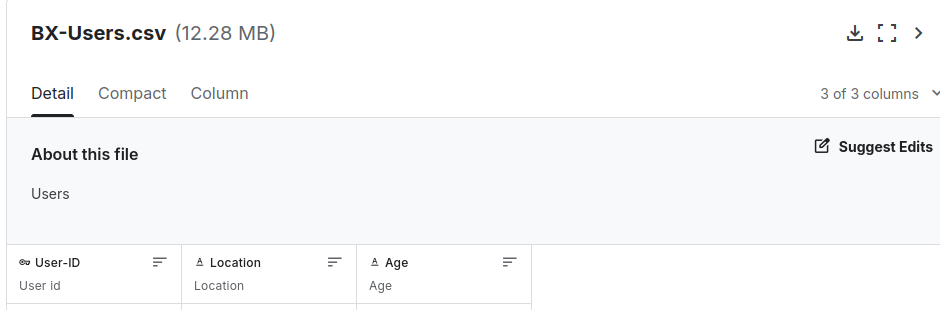 BX-Users.csv (12.28 MB)
Detail Compact Column 3 of 3 columns
About this file
Suggest Edits
Users
User-ID Location Age
User id Location Age